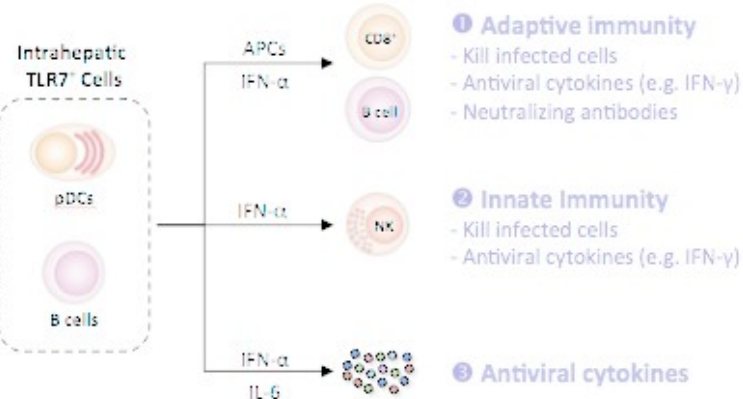 Intrahepatic
TLR7⁺ Cells
pDCs
B cells
APCs
IFN-α
CD8⁺
B cell
❶ Adaptive immunity
- Kill infected cells
- Antiviral cytokines (e.g. IFN-γ)
- Neutralizing antibodies
IFN-α
NK
❷ Innate Immunity
- Kill infected cells
- Antiviral cytokines (e.g. IFN-γ)
IFN-α
IL-6
❸ Antiviral cytokines